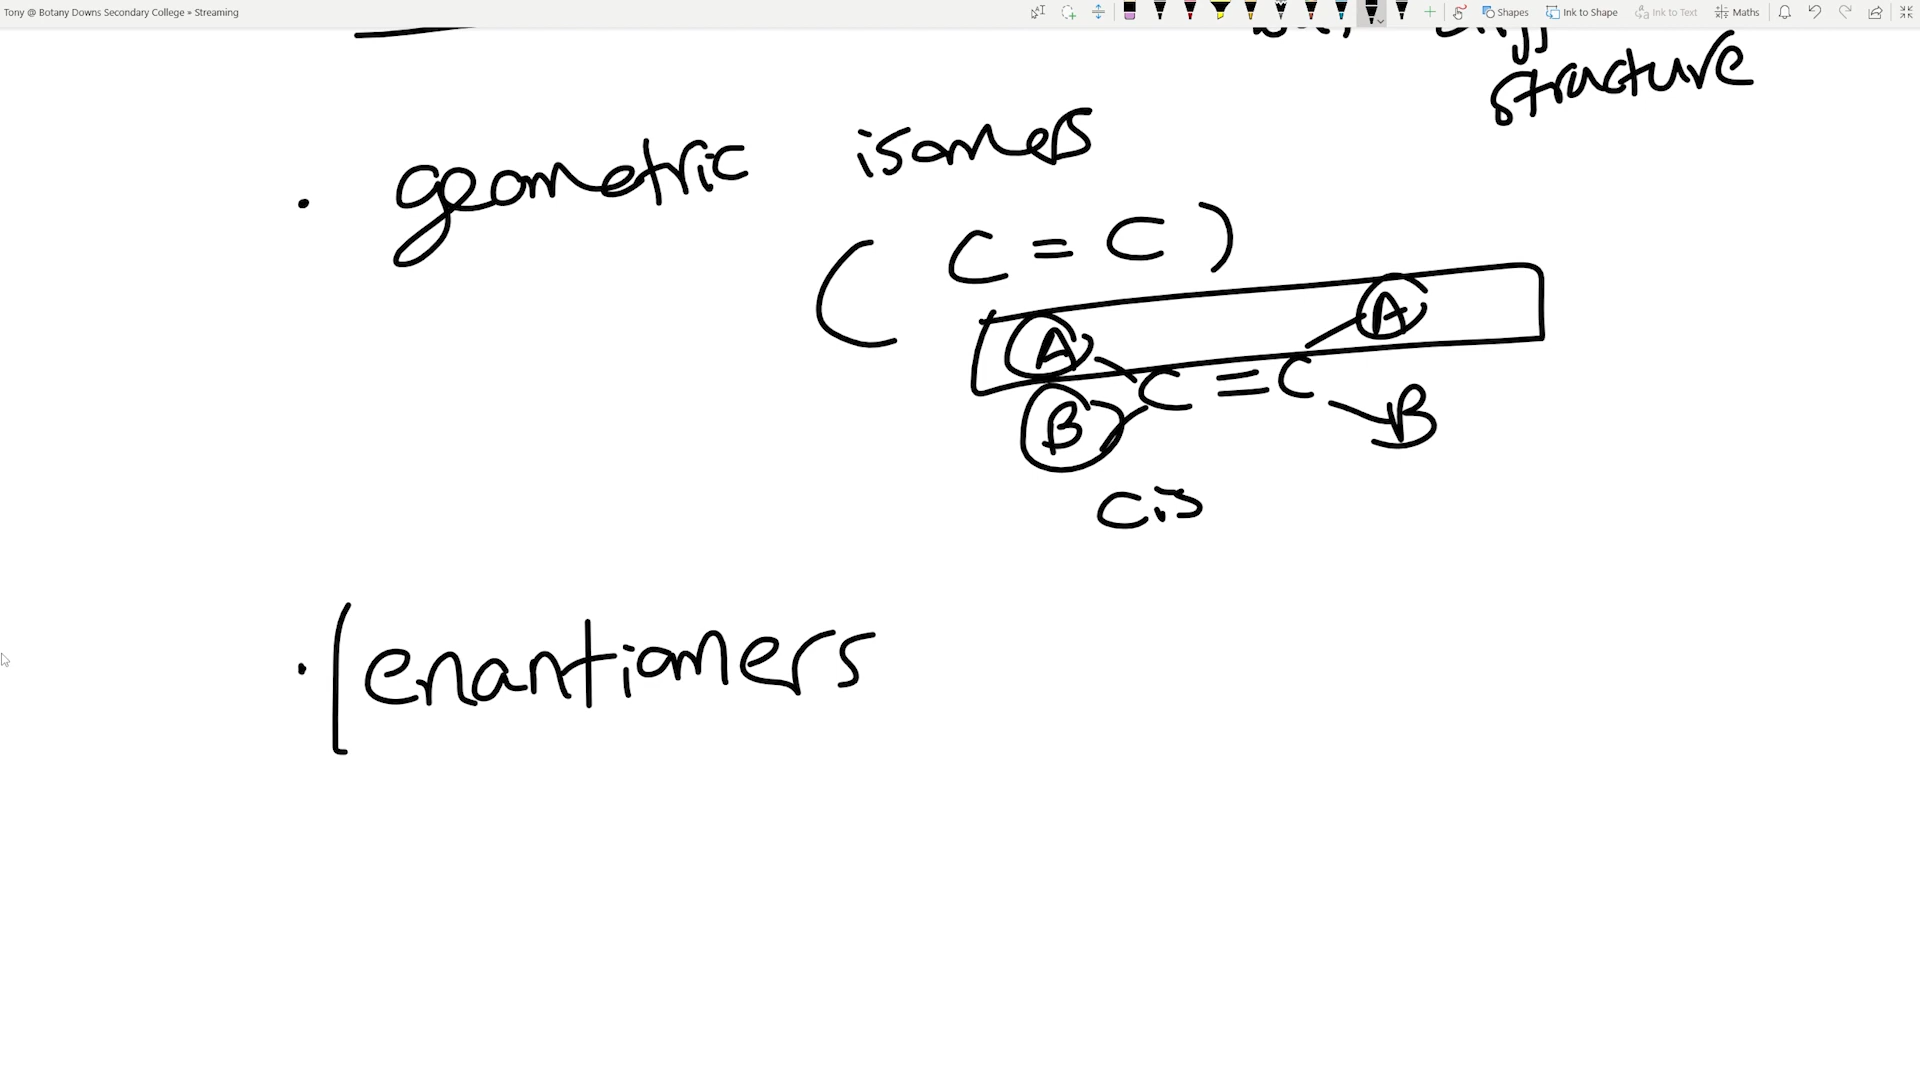 Tony @ Botany Downs Secondary College » Streaming
Shapes Ink to Shape Ink to Text Maths
structure
• geometric isomers
( C = C )
A A
C = C
B B
cis
• enantiomers